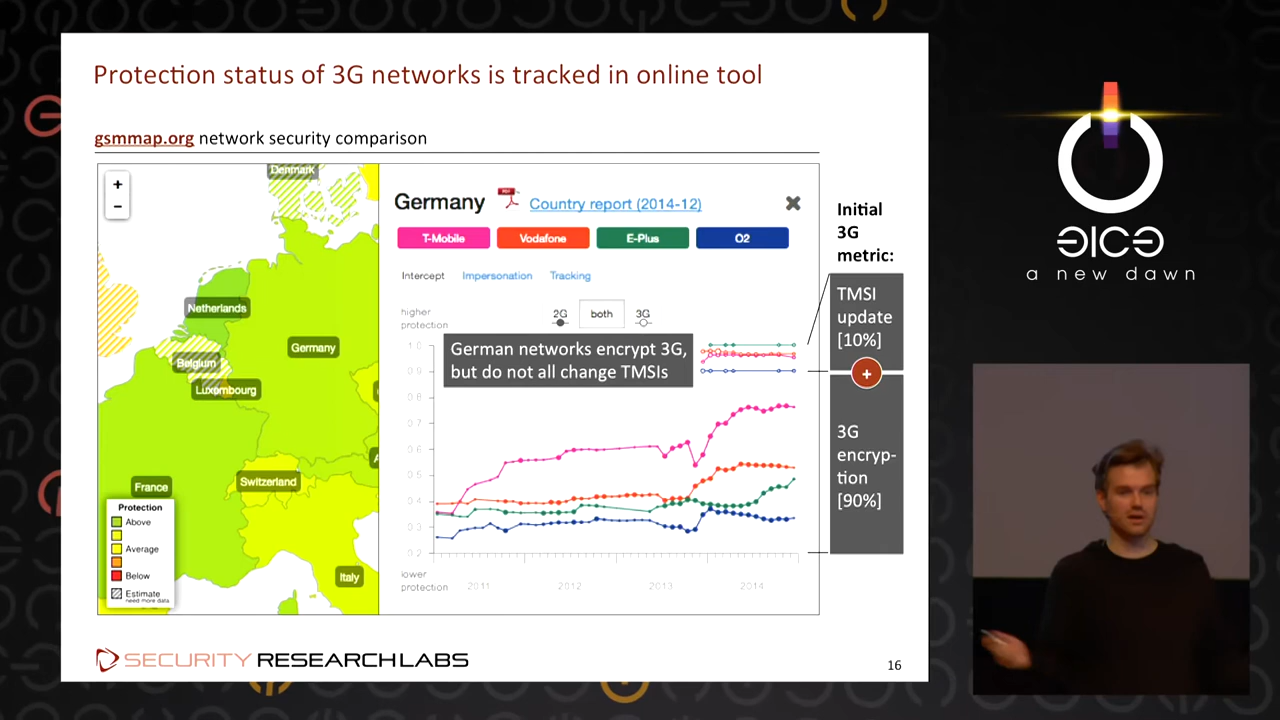 Protection status of 3G networks is tracked in online tool
gsmmap.org network security comparison
+
−
Denmark
Netherlands
Germany
Belgium
Luxembourg
Switzerland
France
Italy
Protection
Above
Average
Below
Estimate
need more data
Germany
PDF
Country report (2014-12)
T-Mobile
Vodafone
E-Plus
O2
Intercept
Impersonation
Tracking
higher
protection
2G
both
3G
German networks encrypt 3G,
but do not all change TMSIs
1.0
0.9
0.8
0.7
0.6
0.5
0.4
0.3
0.2
lower
protection
2011
2012
2013
2014
Initial
3G
metric:
TMSI
update
[10%]
+
3G
encryp-
tion
[90%]
SECURITY RESEARCH LABS
16
a new dawn